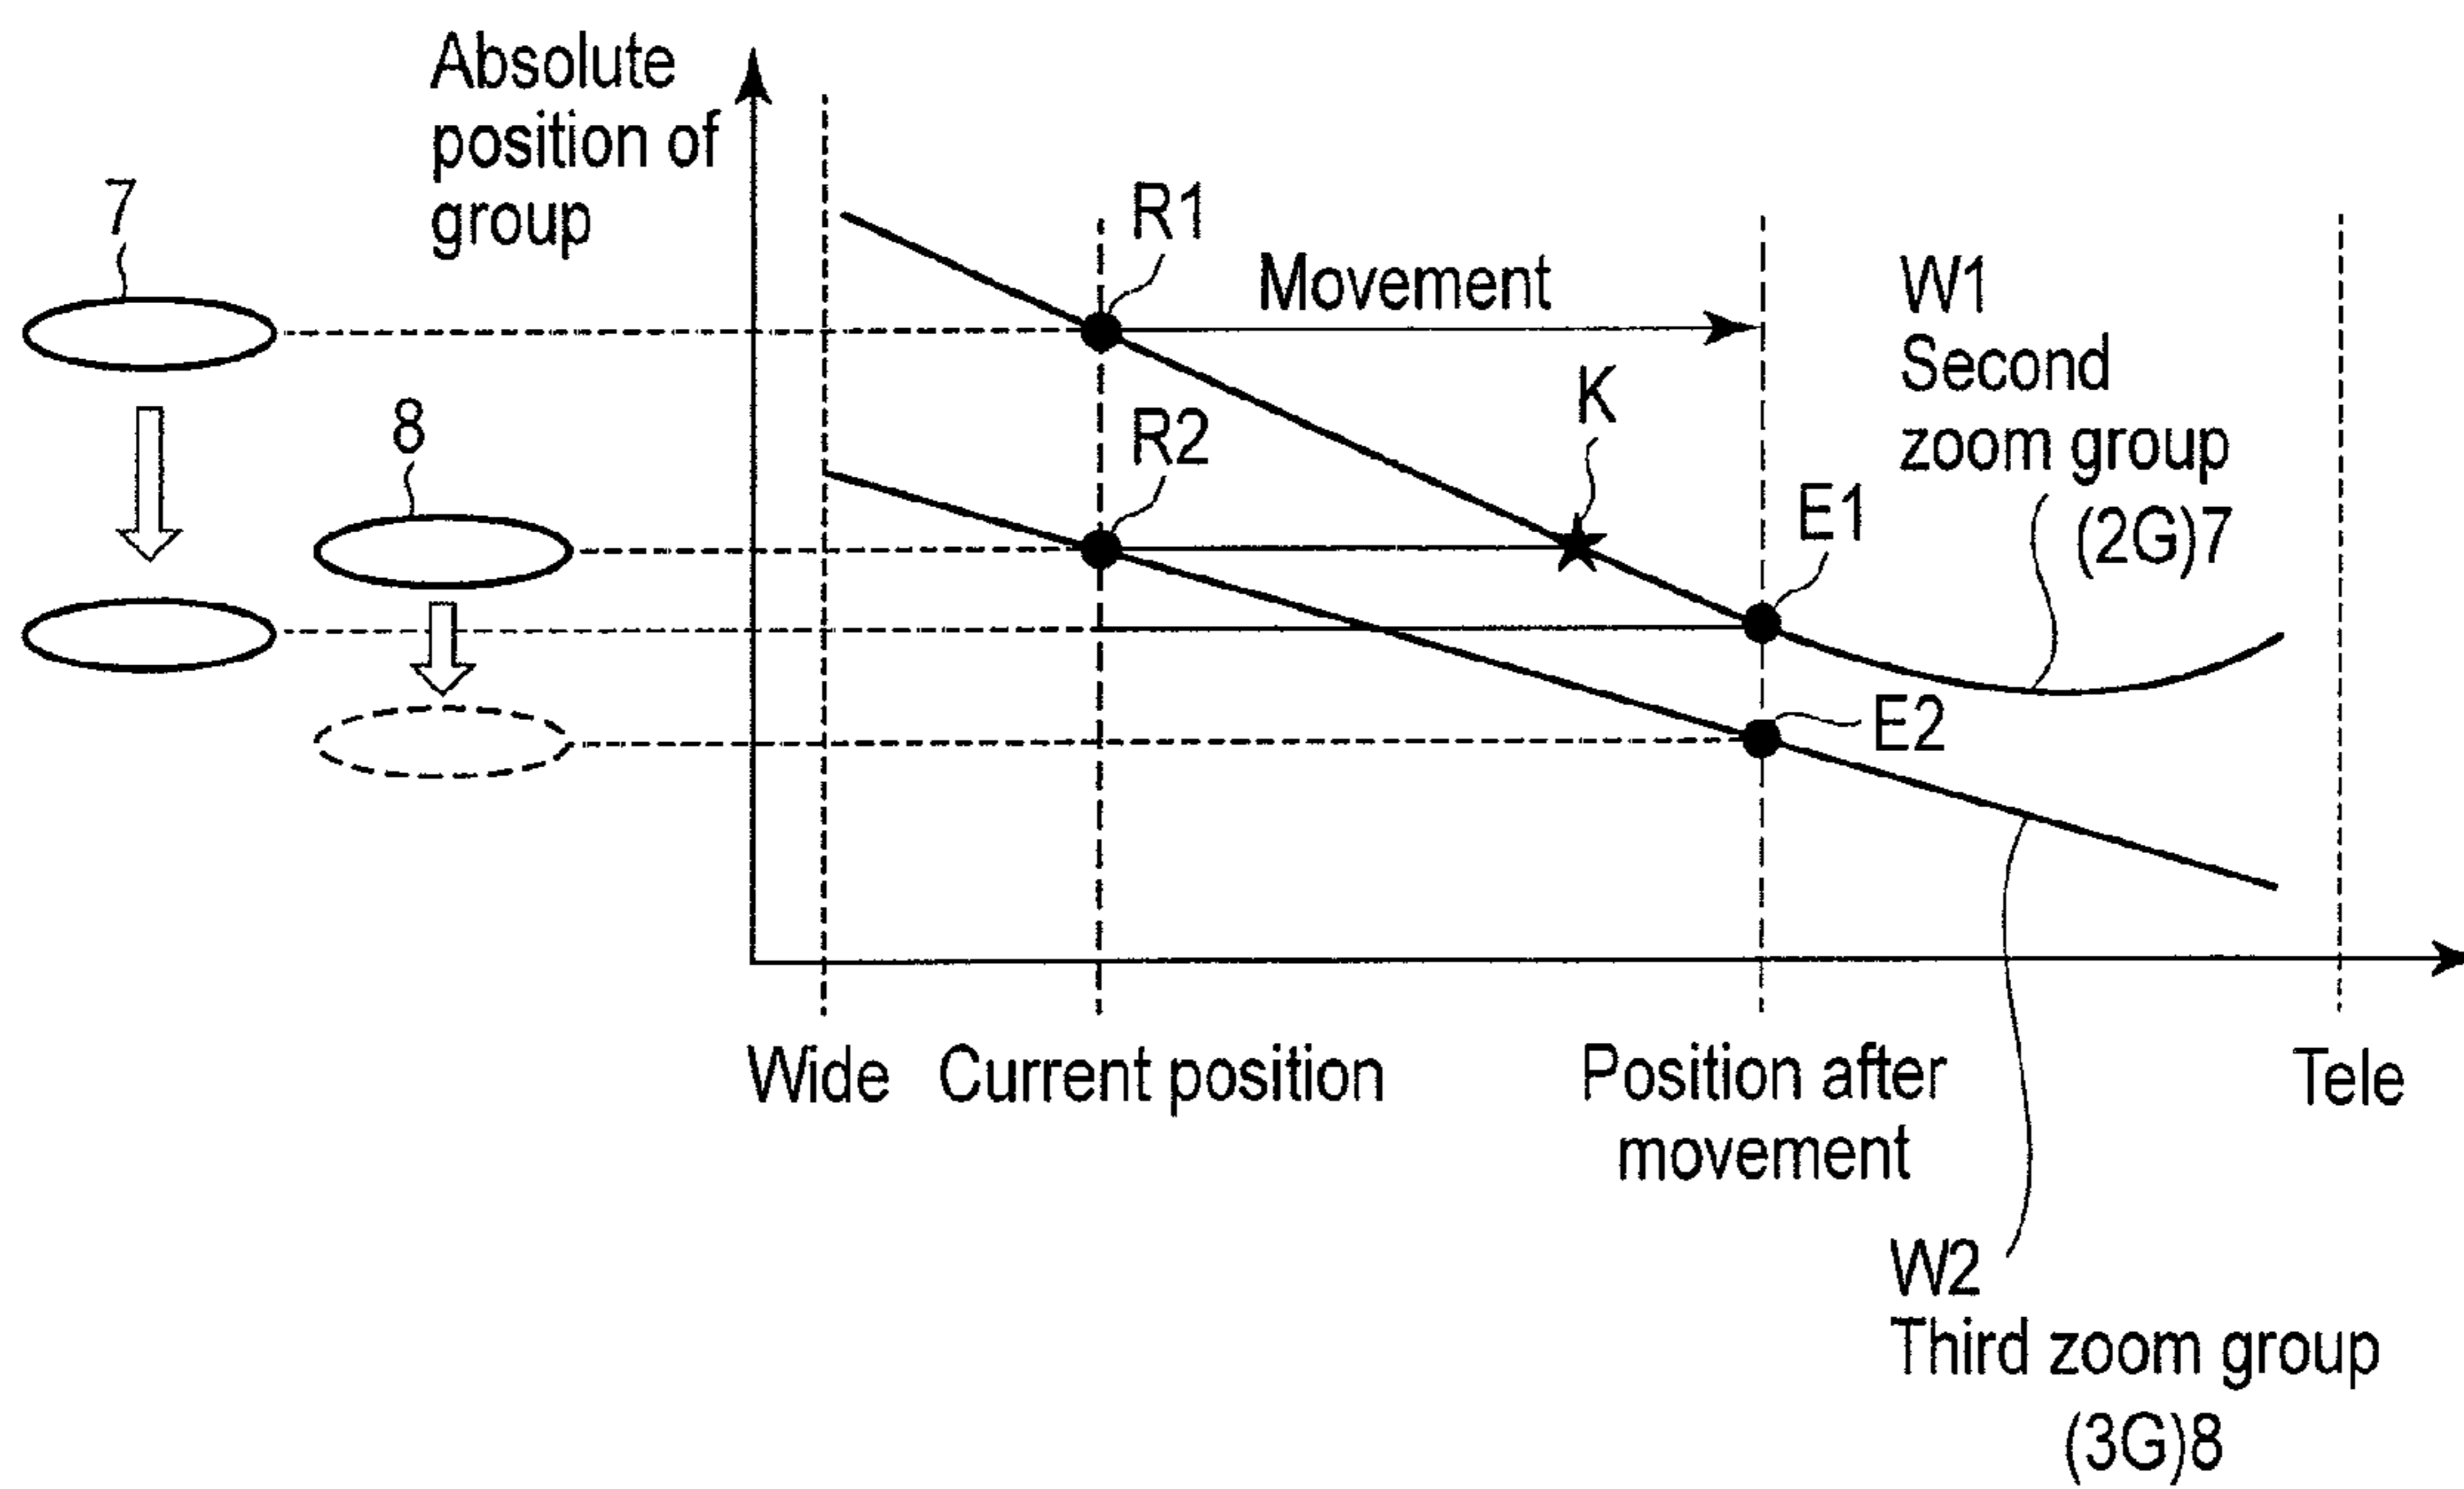 Absolute
position of
group
7
8
R1
Movement
R2
K
W1
Second
zoom group
(2G)7
E1
E2
Wide
Current position
Position after
movement
Tele
W2
Third zoom group
(3G)8